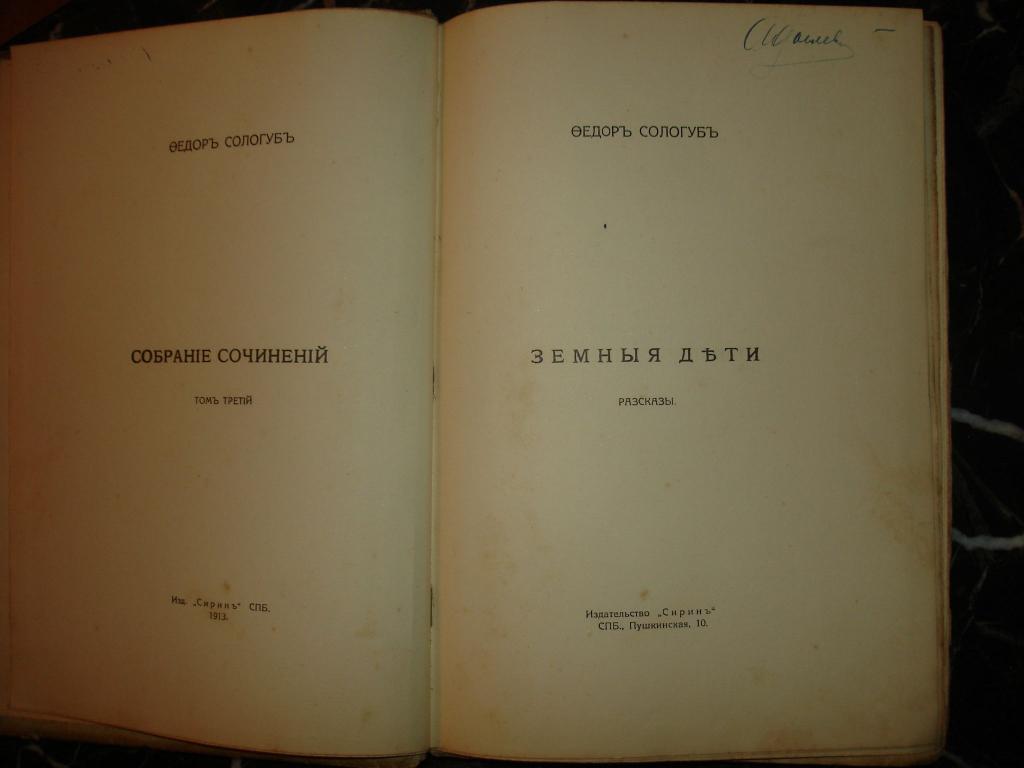 ѲЕДОРЪ СОЛОГУБЪ
СОБРАНІЕ СОЧИНЕНІЙ
ТОМЪ ТРЕТІЙ
Изд. „Сиринъ“ СПБ.
1913.
ѲЕДОРЪ СОЛОГУБЪ
ЗЕМНЫЯ ДѢТИ
РАЗСКАЗЫ.
Издательство „Сиринъ“
СПБ., Пушкинская, 10.